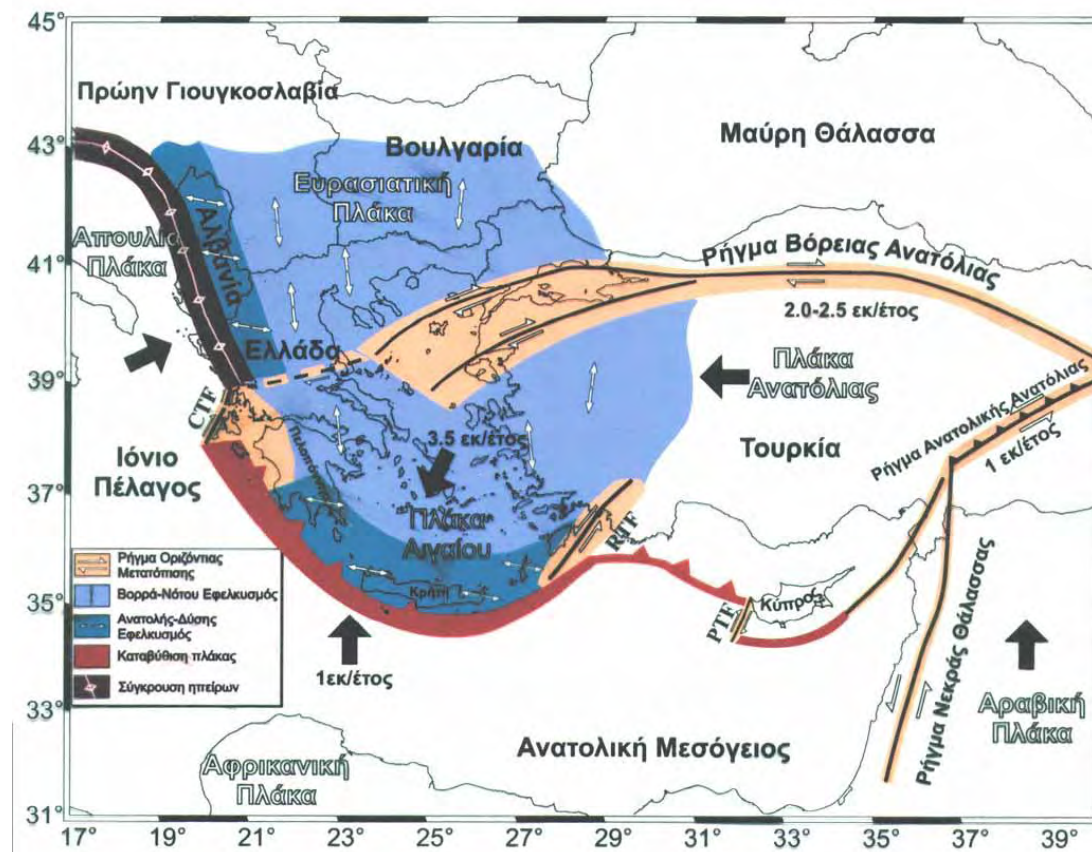 45°
43°
41°
39°
37°
35°
33°
31°
17°
19°
21°
23°
25°
27°
29°
31°
33°
35°
37°
39°
Πρώην Γιουγκοσλαβία
Βουλγαρία
Μαύρη Θάλασσα
Ευρασιατική
Πλάκα
Αλβανία
Απουλία
Πλάκα
Ρήγμα Βόρειας Ανατόλιας
2.0-2.5 εκ/έτος
Ελλάδα
Πλάκα
Ανατόλιας
CTF
Ιόνιο
Πέλαγος
Πελοπόννησος
3.5 εκ/έτος
Τουρκία
Ρήγμα Ανατολικής Ανατόλιας
1 εκ/έτος
Πλάκα
Αιγαίου
RTF
Κρήτη
Κύπρος
PTF
Ρήγμα Νεκράς Θάλασσας
Ρήγμα Οριζόντιας
Μετατόπισης
Βορρά-Νότου Εφελκυσμός
Ανατολής-Δύσης
Εφελκυσμός
Καταβύθιση πλάκας
Σύγκρουση ηπείρων
1εκ/έτος
Αραβική
Πλάκα
Ανατολική Μεσόγειος
Αφρικανική
Πλάκα